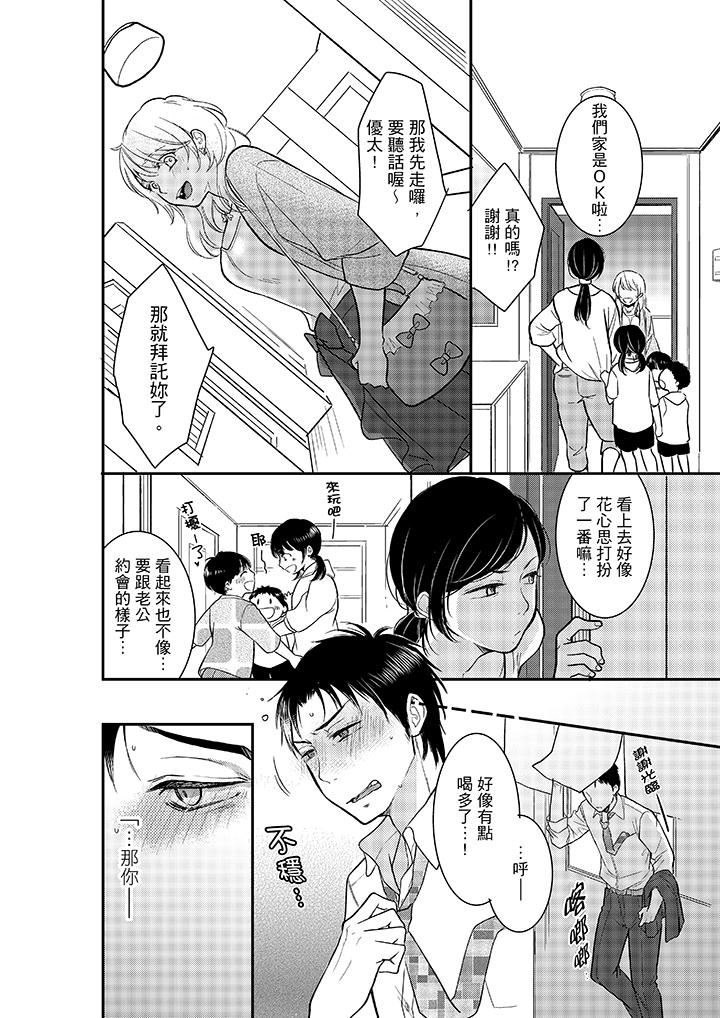 我們家是OK啦…
真的嗎!?
謝謝!!
那我先走囉，
要聽話喔～
優太！
那就拜託妳了。
看上去好像
花心思打扮
了一番嘛…
來玩吧
耶
打擾了～
看起來也不像…
要跟老公
約會的樣子…
謝謝光臨
喀啷啷
好像有點
喝多了…！
…呼—
不穩…
「…那你——